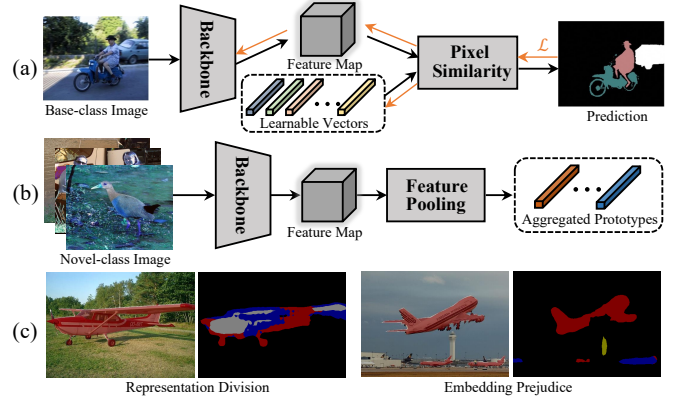 (a)
Base-class Image
Backbone
Feature Map
Learnable Vectors
Pixel
Similarity
ℒ
Prediction
(b)
Novel-class Image
Backbone
Feature Map
Feature
Pooling
Aggregated Prototypes
(c)
Representation Division
Embedding Prejudice